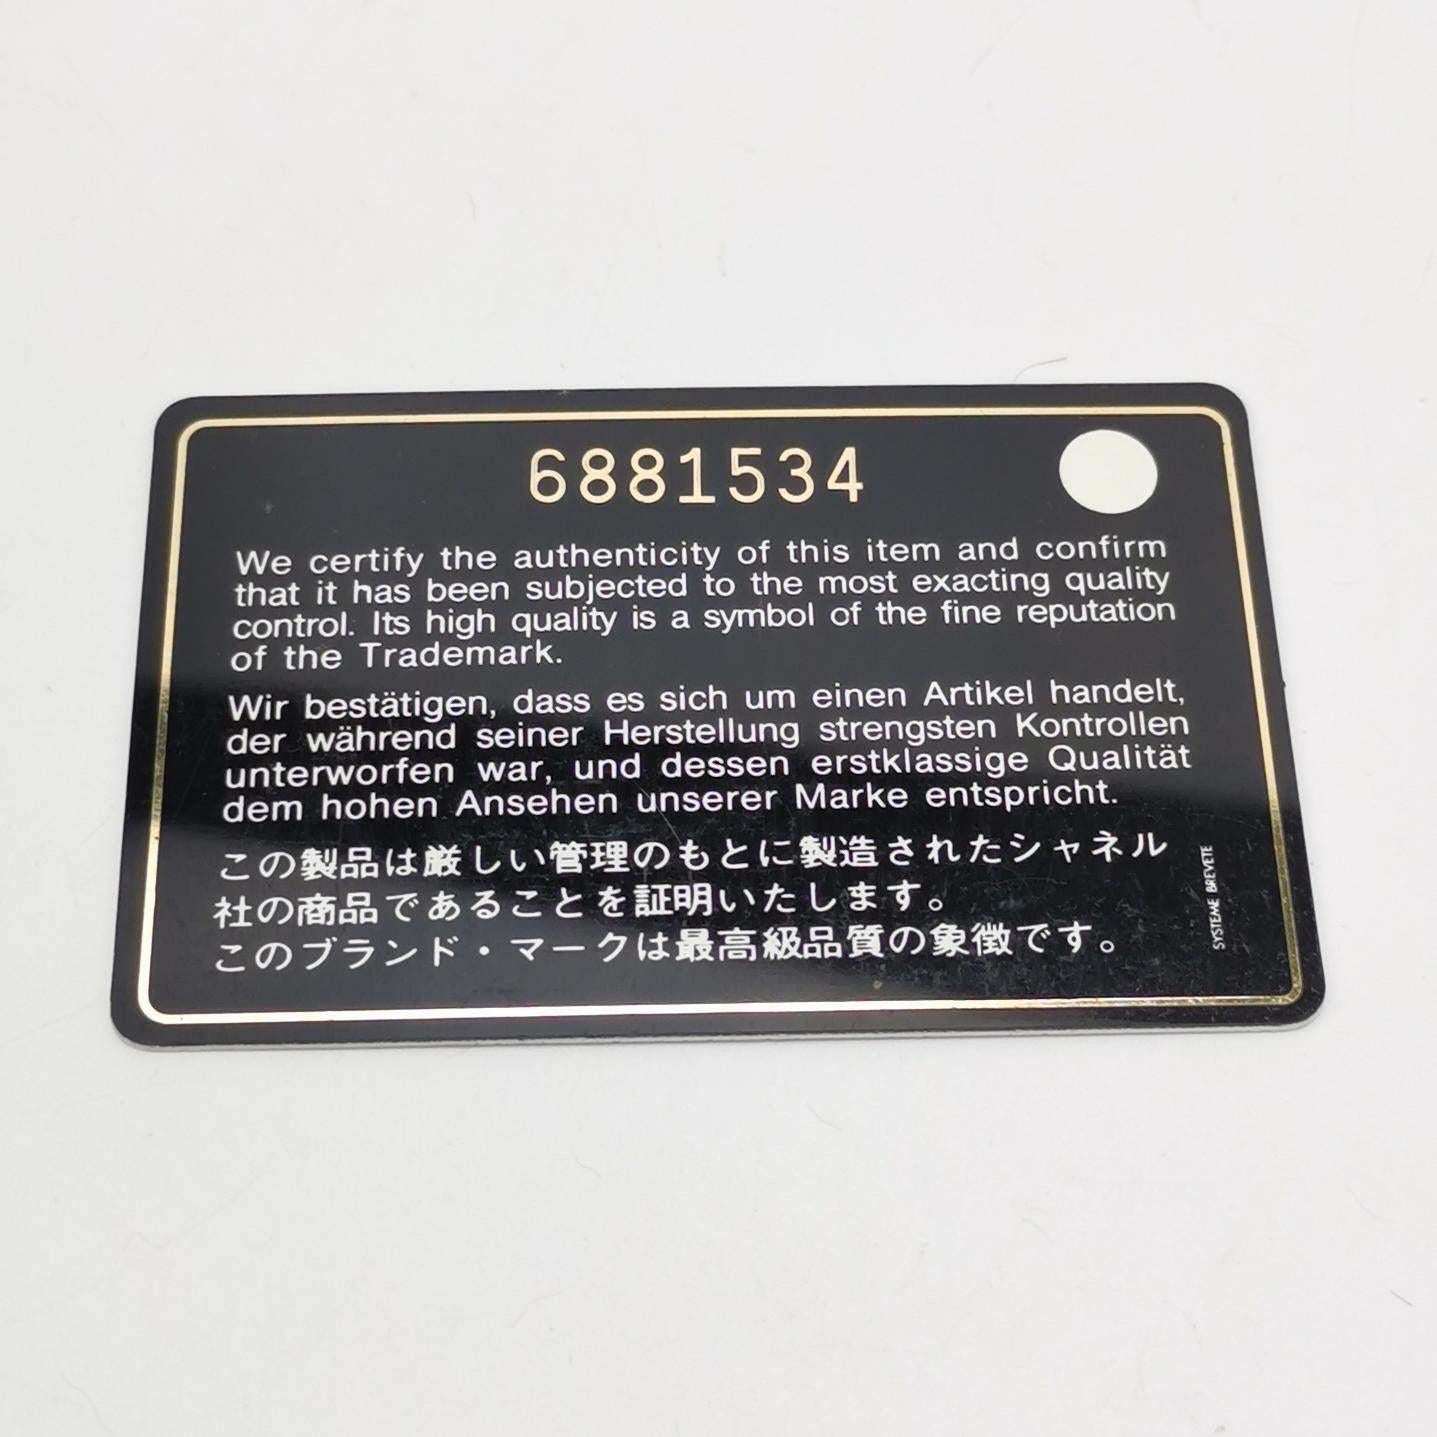 6881534
We certify the authenticity of this item and confirm
that it has been subjected to the most exacting quality
control. Its high quality is a symbol of the fine reputation
of the Trademark.
Wir bestätigen, dass es sich um einen Artikel handelt,
der während seiner Herstellung strengsten Kontrollen
unterworfen war, und dessen erstklassige Qualität
dem hohen Ansehen unserer Marke entspricht.
この製品は厳しい管理のもとに製造されたシャネル
社の商品であることを証明いたします。
このブランド・マークは最高級品質の象徴です。
SYSTEME BREVETE